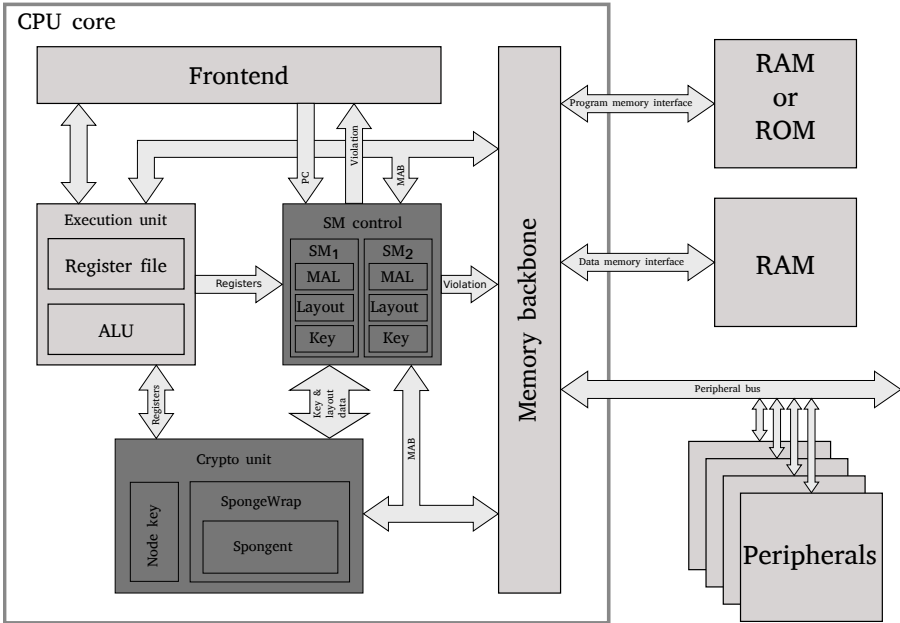 CPU core
Frontend
RAM
or
ROM
Program memory interface
PC
Violation
MAB
Execution unit
Register file
ALU
Registers
SM control
SM1
MAL
Layout
Key
SM2
MAL
Layout
Key
Violation
Memory backbone
Data memory interface
RAM
Registers
Key &
layout
data
MAB
Peripheral bus
Crypto unit
Node key
SpongeWrap
Spongent
Peripherals